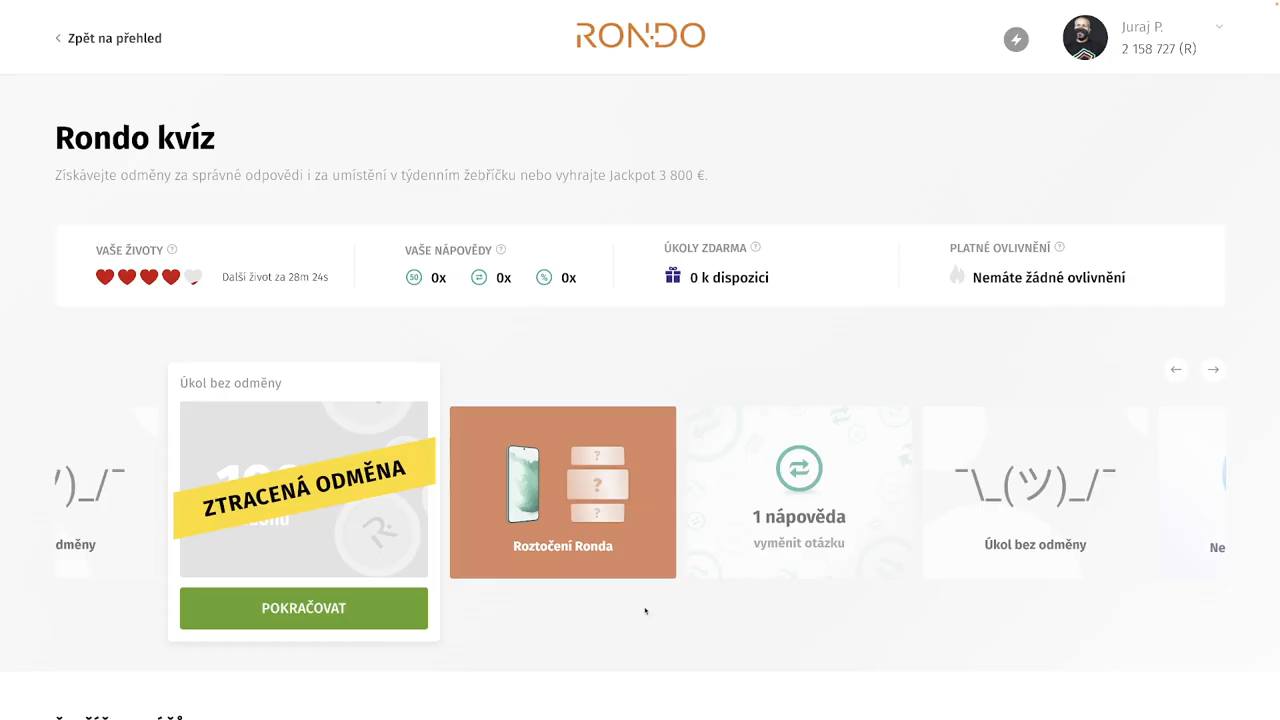 Zpět na přehled
RONDO
Juraj P.
2 158 727 (R)
Rondo kvíz
Získávejte odměny za správné odpovědi i za umístění v týdenním žebříčku nebo vyhrajte Jackpot 3 800 €.
VAŠE ŽIVOTY
Další život za 28m 24s
VAŠE NÁPOVĚDY
50 0x
0x
% 0x
ÚKOLY ZDARMA
0 k dispozici
PLATNÉ OVLIVNĚNÍ
Nemáte žádné ovlivnění
Úkol bez odměny
ZTRACENÁ ODMĚNA
POKRAČOVAT
? ? ?
Roztočení Ronda
1 nápověda
vyměnit otázku
¯\_(ツ)_/¯
Úkol bez odměny